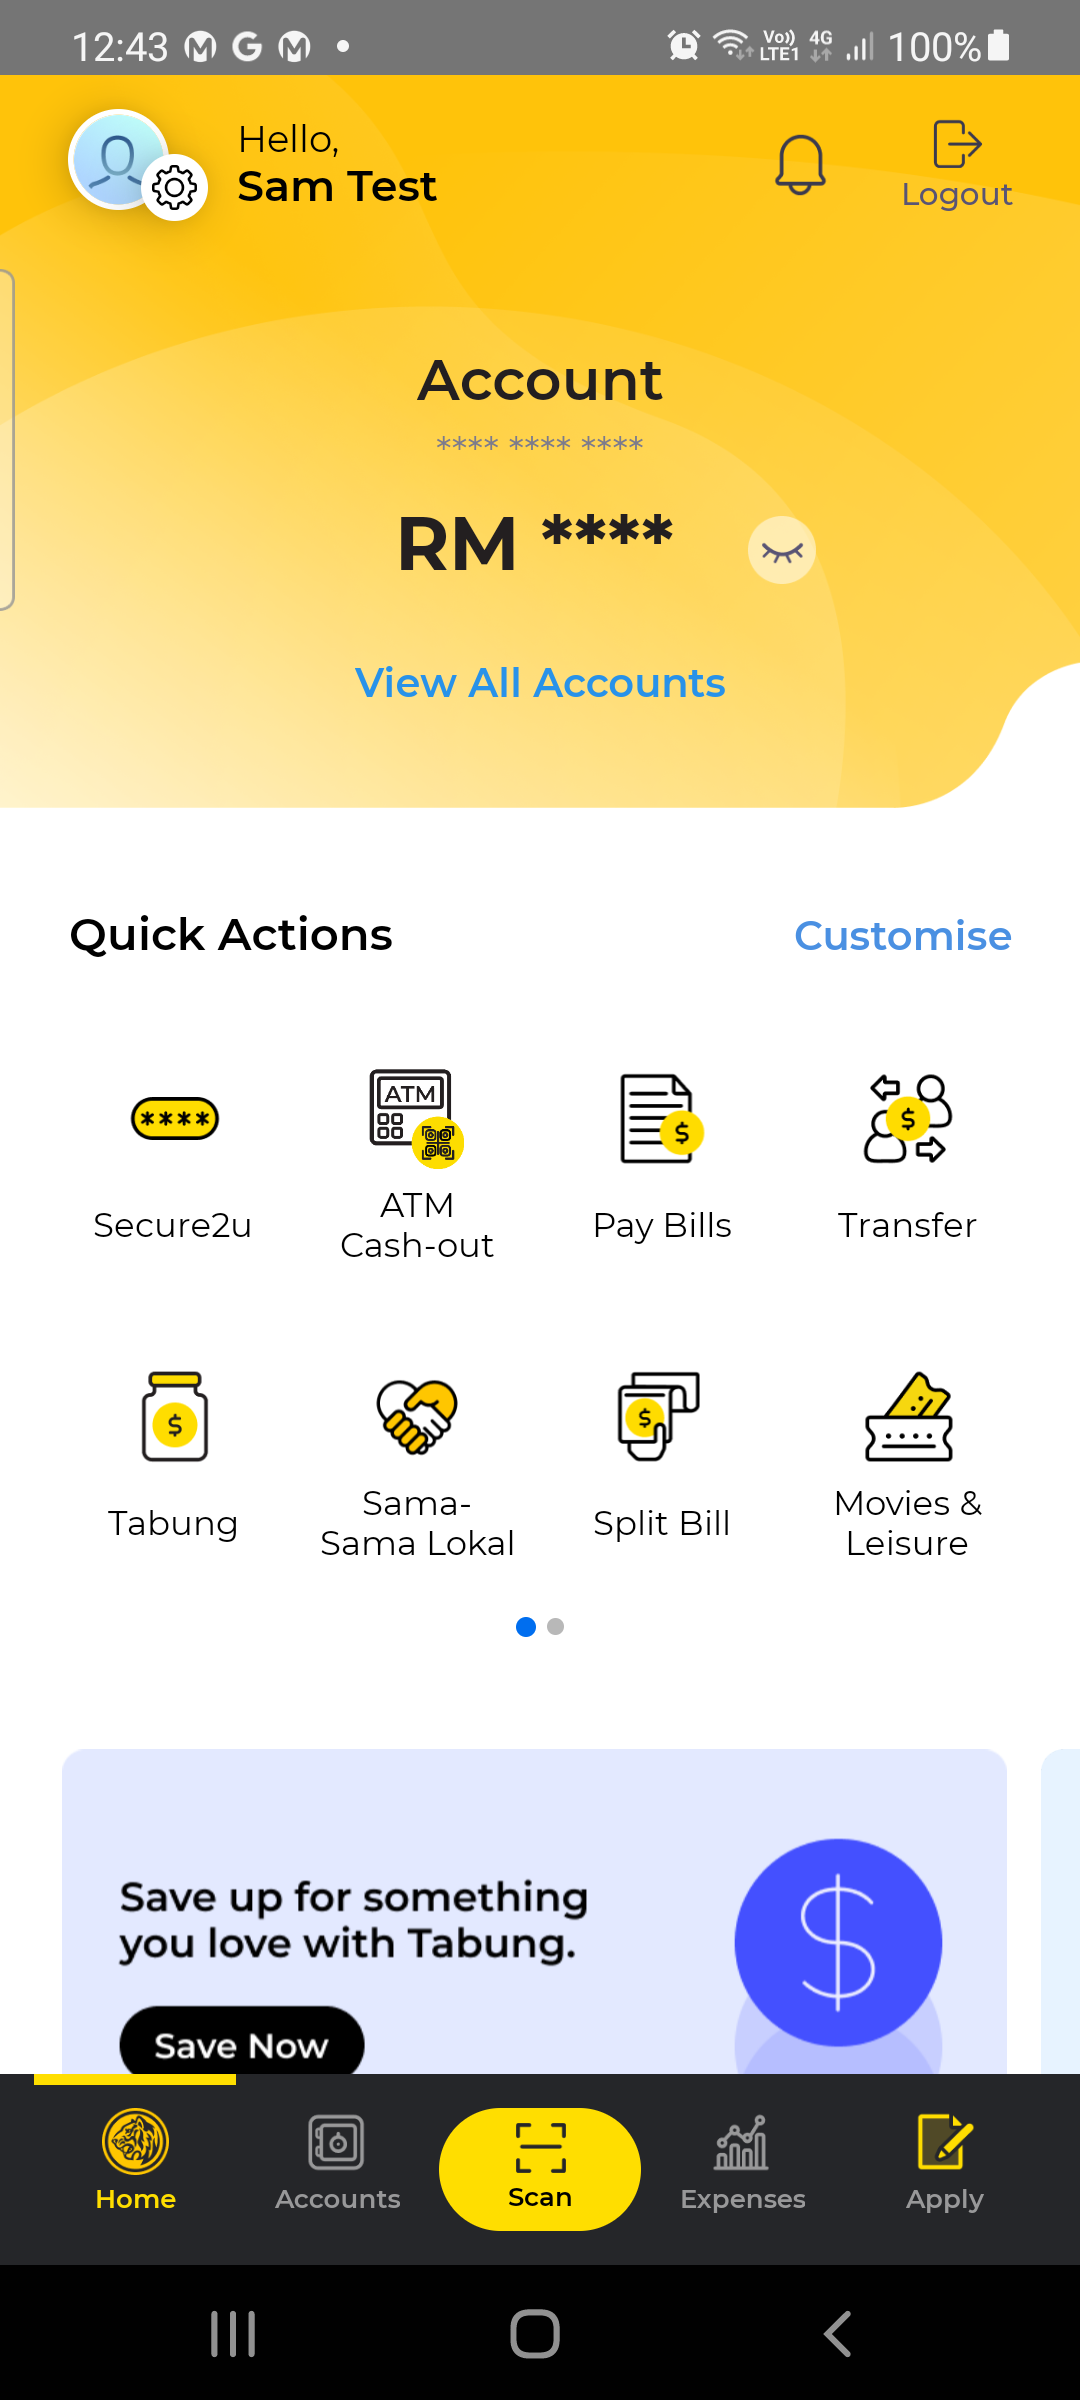 12:43
Vo)) LTE1 4G 100%
Hello,
Sam Test
Logout
Account
**** **** ****
RM ****
View All Accounts
Quick Actions
Customise
****
ATM
$
$
Secure2u
ATM
Cash-out
Pay Bills
Transfer
$
$
Tabung
Sama-
Sama Lokal
Split Bill
Movies &
Leisure
Save up for something
you love with Tabung.
$
Save Now
Home
Accounts
Scan
Expenses
Apply